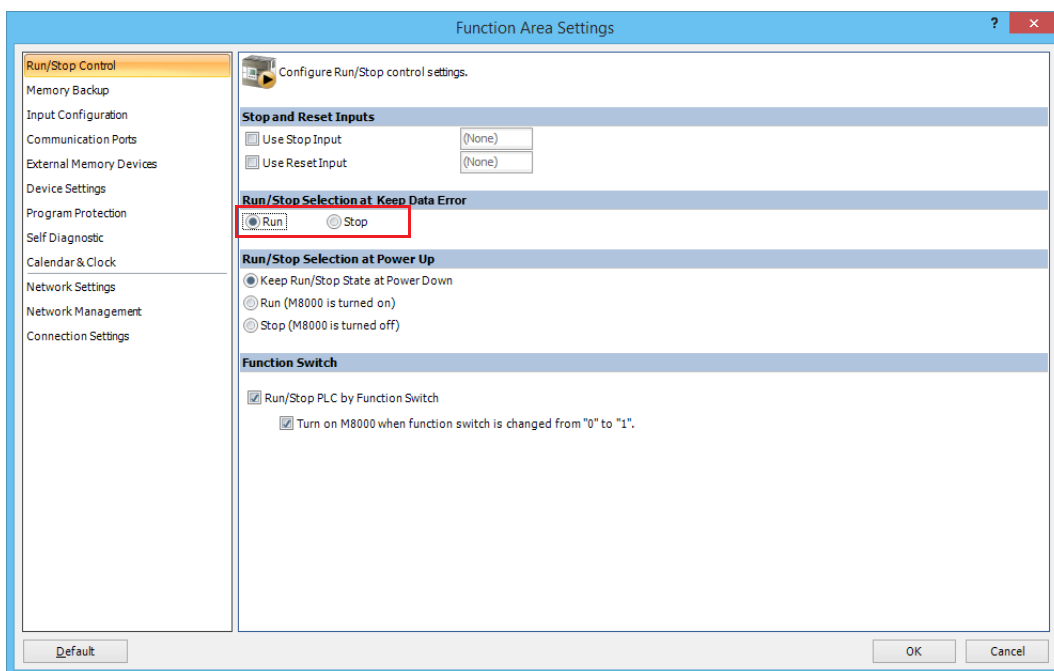 Function Area Settings
?
Run/Stop Control
Memory Backup
Input Configuration
Communication Ports
External Memory Devices
Device Settings
Program Protection
Self Diagnostic
Calendar & Clock
Network Settings
Network Management
Connection Settings
Configure Run/Stop control settings.
Stop and Reset Inputs
Use Stop Input (None)
Use Reset Input (None)
Run/Stop Selection at Keep Data Error
Run Stop
Run/Stop Selection at Power Up
Keep Run/Stop State at Power Down
Run (M8000 is turned on)
Stop (M8000 is turned off)
Function Switch
Run/Stop PLC by Function Switch
Turn on M8000 when function switch is changed from "0" to "1".
Default OK Cancel